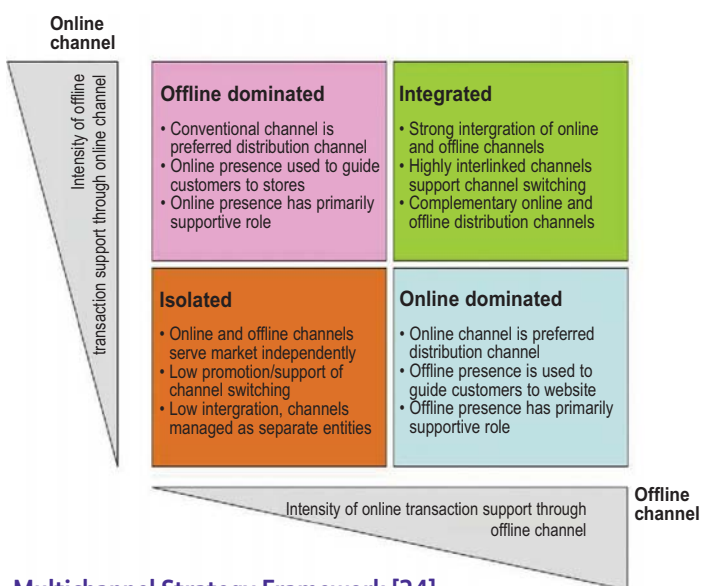 Online
channel
Intensity of offline
transaction support through online channel
Offline dominated
• Conventional channel is
preferred distribution channel
• Online presence used to guide
customers to stores
• Online presence has primarily
supportive role
Integrated
• Strong intergration of online
and offline channels
• Highly interlinked channels
support channel switching
• Complementary online and
offline distribution channels
Isolated
• Online and offline channels
serve market independently
• Low promotion/support of
channel switching
• Low intergration, channels
managed as separate entities
Online dominated
• Online channel is preferred
distribution channel
• Offline presence is used to
guide customers to website
• Offline presence has primarily
supportive role
Intensity of online transaction support through
offline channel
Offline
channel
Multichannel Strategy Framework [24]